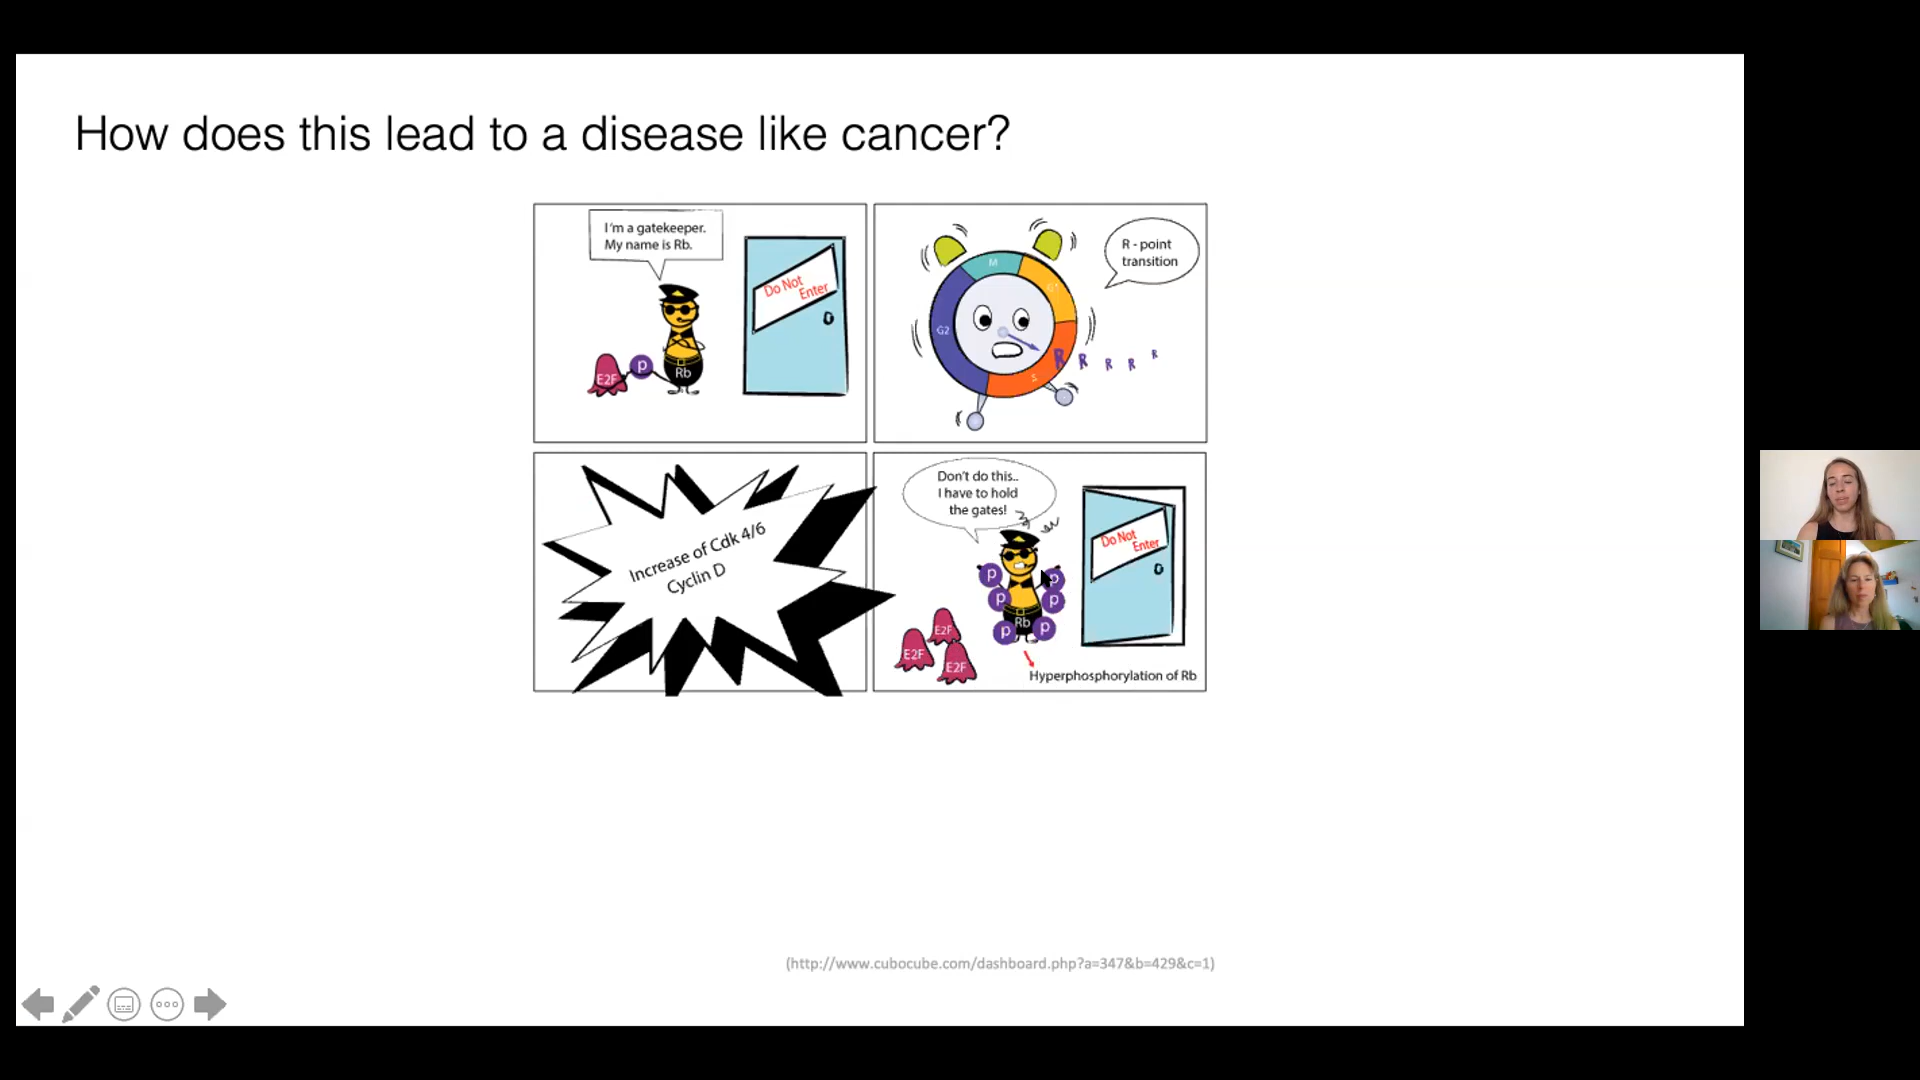 How does this lead to a disease like cancer?
I'm a gatekeeper.
My name is Rb.
Do Not
Enter
E2F
p
Rb
R - point
transition
M
G1
G2
S
R R R R R
Increase of Cdk 4/6
Cyclin D
Don't do this..
I have to hold
the gates!
Do Not
Enter
p
p
p
p
p
p
Rb
E2F
E2F
E2F
Hyperphosphorylation of Rb
(http://www.cubocube.com/dashboard.php?a=347&b=429&c=1)